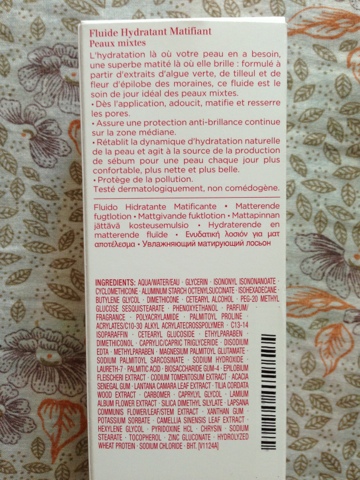 Fluide Hydratant Matifiant
Peaux mixtes
L'hydratation là où votre peau en a besoin,
une superbe matité là où elle brille : formulé à
partir d'extraits d'algue verte, de tilleul et de
fleur d'épilobe des moraines, ce fluide est le
soin de jour idéal des peaux mixtes.
• Dès l'application, adoucit, matifie et resserre
les pores.
• Assure une protection anti-brillance continue
sur la zone médiane.
• Rétablit la dynamique d'hydratation naturelle
de la peau et agit à la source de la production
de sébum pour une peau chaque jour plus
confortable, plus nette et plus belle.
• Protège de la pollution.
Testé dermatologiquement, non comédogène.
Fluido Hidratante Matificante • Matterende
fugtlotion • Mattgivande fuktlotion • Mattapinnan
jättävä kosteusemulsio • Hydraterende en
matterende fluide • Ενυδατική λοσιόν για ματ
αποτέλεσμα • Увлажняющий матирующий лосьон
INGREDIENTS: AQUA/WATER/EAU • GLYCERIN • ISONONYL ISONONANOATE
• CYCLOMETHICONE • ALUMINUM STARCH OCTENYLSUCCINATE • ISOHEXADECANE •
BUTYLENE GLYCOL • DIMETHICONE • CETEARYL ALCOHOL • PEG-20 METHYL
GLUCOSE SESQUISTEARATE • PHENOXYETHANOL • PARFUM/
FRAGRANCE • POLYACRYLAMIDE • PALMITOYL PROLINE •
ACRYLATES/C10-30 ALKYL ACRYLATECROSSPOLYMER • C13-14
ISOPARAFFIN • CETEARYL GLUCOSIDE • ETHYLPARABEN •
DIMETHICONOL • CAPRYLIC/CAPRIC TRIGLYCERIDE • DISODIUM
EDTA • METHYLPARABEN • MAGNESIUM PALMITOYL GLUTAMATE •
SODIUM PALMITOYL SARCOSINATE • SODIUM HYDROXIDE •
LAURETH-7 • PALMITIC ACID • BIOSACCHARIDE GUM-4 • EPILOBIUM
FLEISCHERI EXTRACT • CODIUM TOMENTOSUM EXTRACT • ACACIA
SENEGAL GUM • LANTANA CAMARA LEAF EXTRACT • TILIA CORDATA
WOOD EXTRACT • CARBOMER • CAPRYLYL GLYCOL • LAMIUM
ALBUM FLOWER EXTRACT • SILICA DIMETHYL SILYLATE • LAPSANA
COMMUNIS FLOWER/LEAF/STEM EXTRACT • XANTHAN GUM •
POTASSIUM SORBATE • CAMELLIA SINENSIS LEAF EXTRACT •
HEXYLENE GLYCOL • PYRIDOXINE HCL • CHRYSIN • SODIUM
STEARATE • TOCOPHEROL • ZINC GLUCONATE • HYDROLYZED
WHEAT PROTEIN • SODIUM CHLORIDE • BHT. [V1124A]